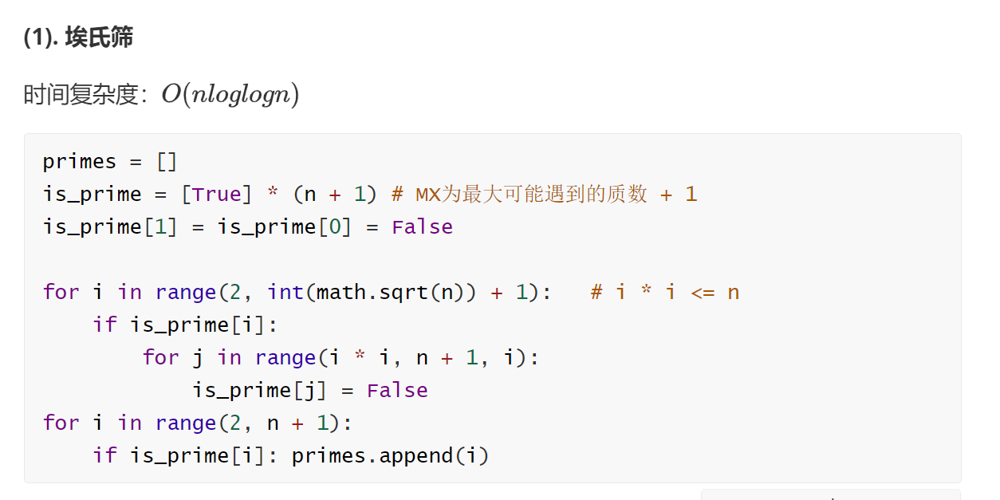 (1). 埃氏筛
时间复杂度：O(nloglogn)
primes = []
is_prime = [True] * (n + 1) # MX为最大可能遇到的质数 + 1
is_prime[1] = is_prime[0] = False
for i in range(2, int(math.sqrt(n)) + 1):   # i * i <= n
    if is_prime[i]:
        for j in range(i * i, n + 1, i):
            is_prime[j] = False
for i in range(2, n + 1):
    if is_prime[i]: primes.append(i)